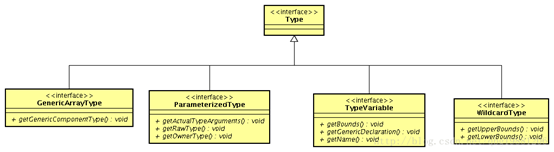 <<interface>>
Type
<<interface>>
GenericArrayType
+ getGenericComponentType() : void
<<interface>>
ParameterizedType
+ getActualTypeArguments() : void
+ getRawType() : void
+ getOwnerType() : void
<<interface>>
TypeVariable
+ getBounds() : void
+ getGenericDeclaration() : void
+ getName() : void
<<interface>>
WildcardType
+ getUpperBounds() : void
+ getLowerBounds() : void